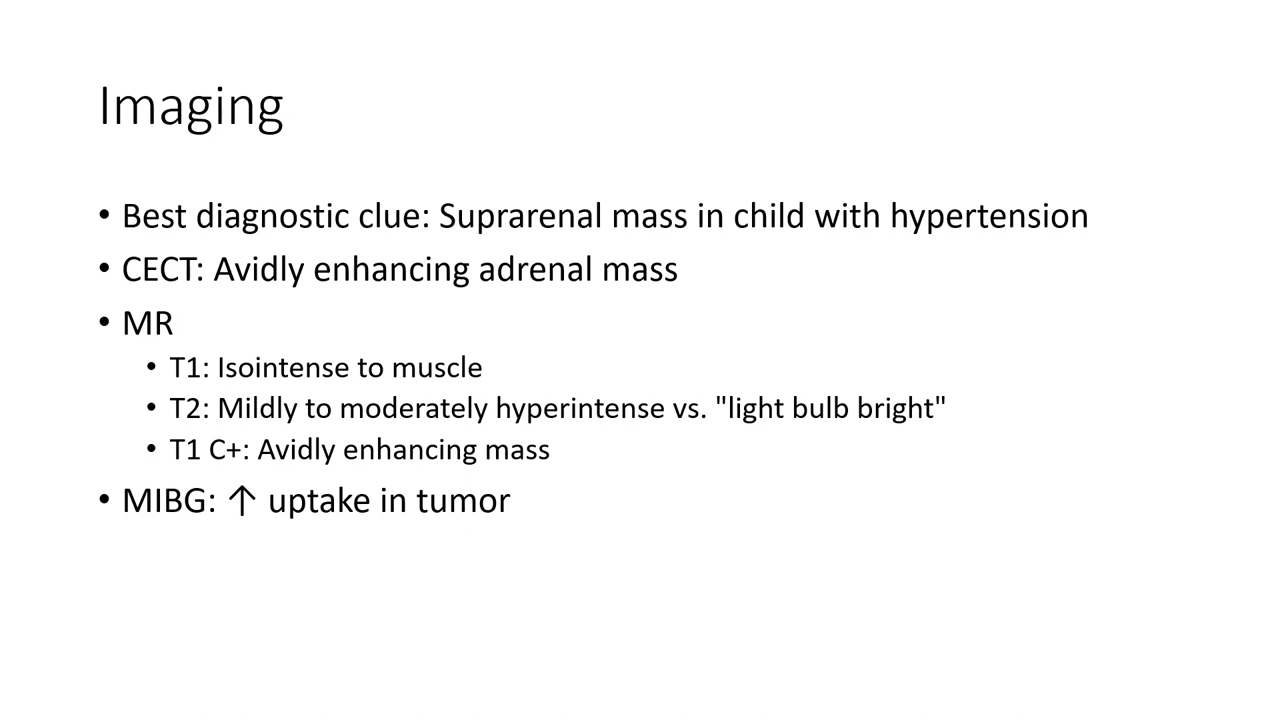 Imaging
• Best diagnostic clue: Suprarenal mass in child with hypertension
• CECT: Avidly enhancing adrenal mass
• MR
• T1: Isointense to muscle
• T2: Mildly to moderately hyperintense vs. "light bulb bright"
• T1 C+: Avidly enhancing mass
• MIBG: ↑ uptake in tumor